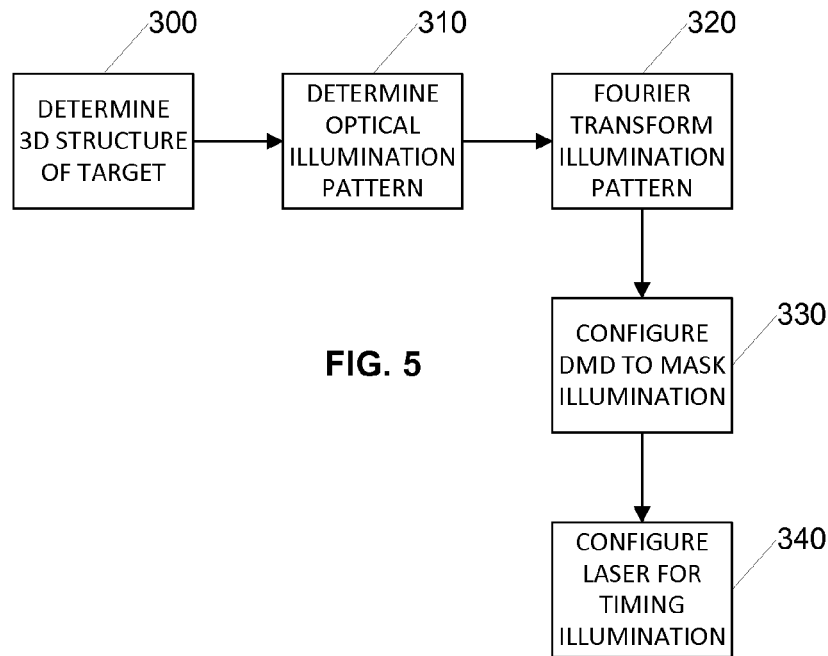 300
DETERMINE
3D STRUCTURE
OF TARGET
310
DETERMINE
OPTICAL
ILLUMINATION
PATTERN
320
FOURIER
TRANSFORM
ILLUMINATION
PATTERN
330
CONFIGURE
DMD TO MASK
ILLUMINATION
FIG. 5
340
CONFIGURE
LASER FOR
TIMING
ILLUMINATION